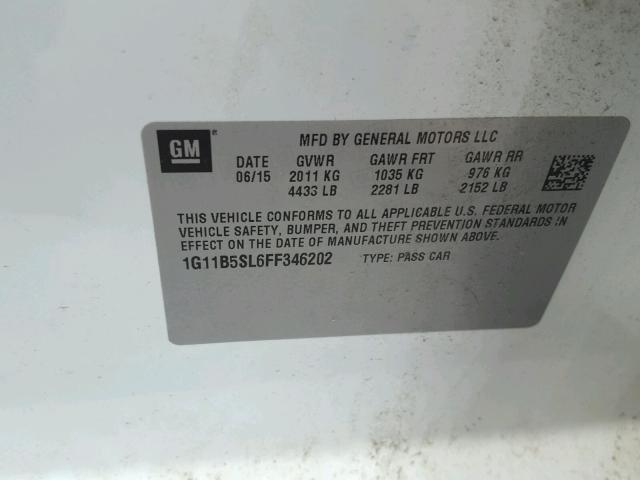 GM
MFD BY GENERAL MOTORS LLC
DATE GVWR GAWR FRT GAWR RR
06/15 2011 KG 1035 KG 976 KG
4433 LB 2281 LB 2152 LB
THIS VEHICLE CONFORMS TO ALL APPLICABLE U.S. FEDERAL MOTOR
VEHICLE SAFETY, BUMPER, AND THEFT PREVENTION STANDARDS IN
EFFECT ON THE DATE OF MANUFACTURE SHOWN ABOVE.
1G11B5SL6FF346202 TYPE: PASS CAR